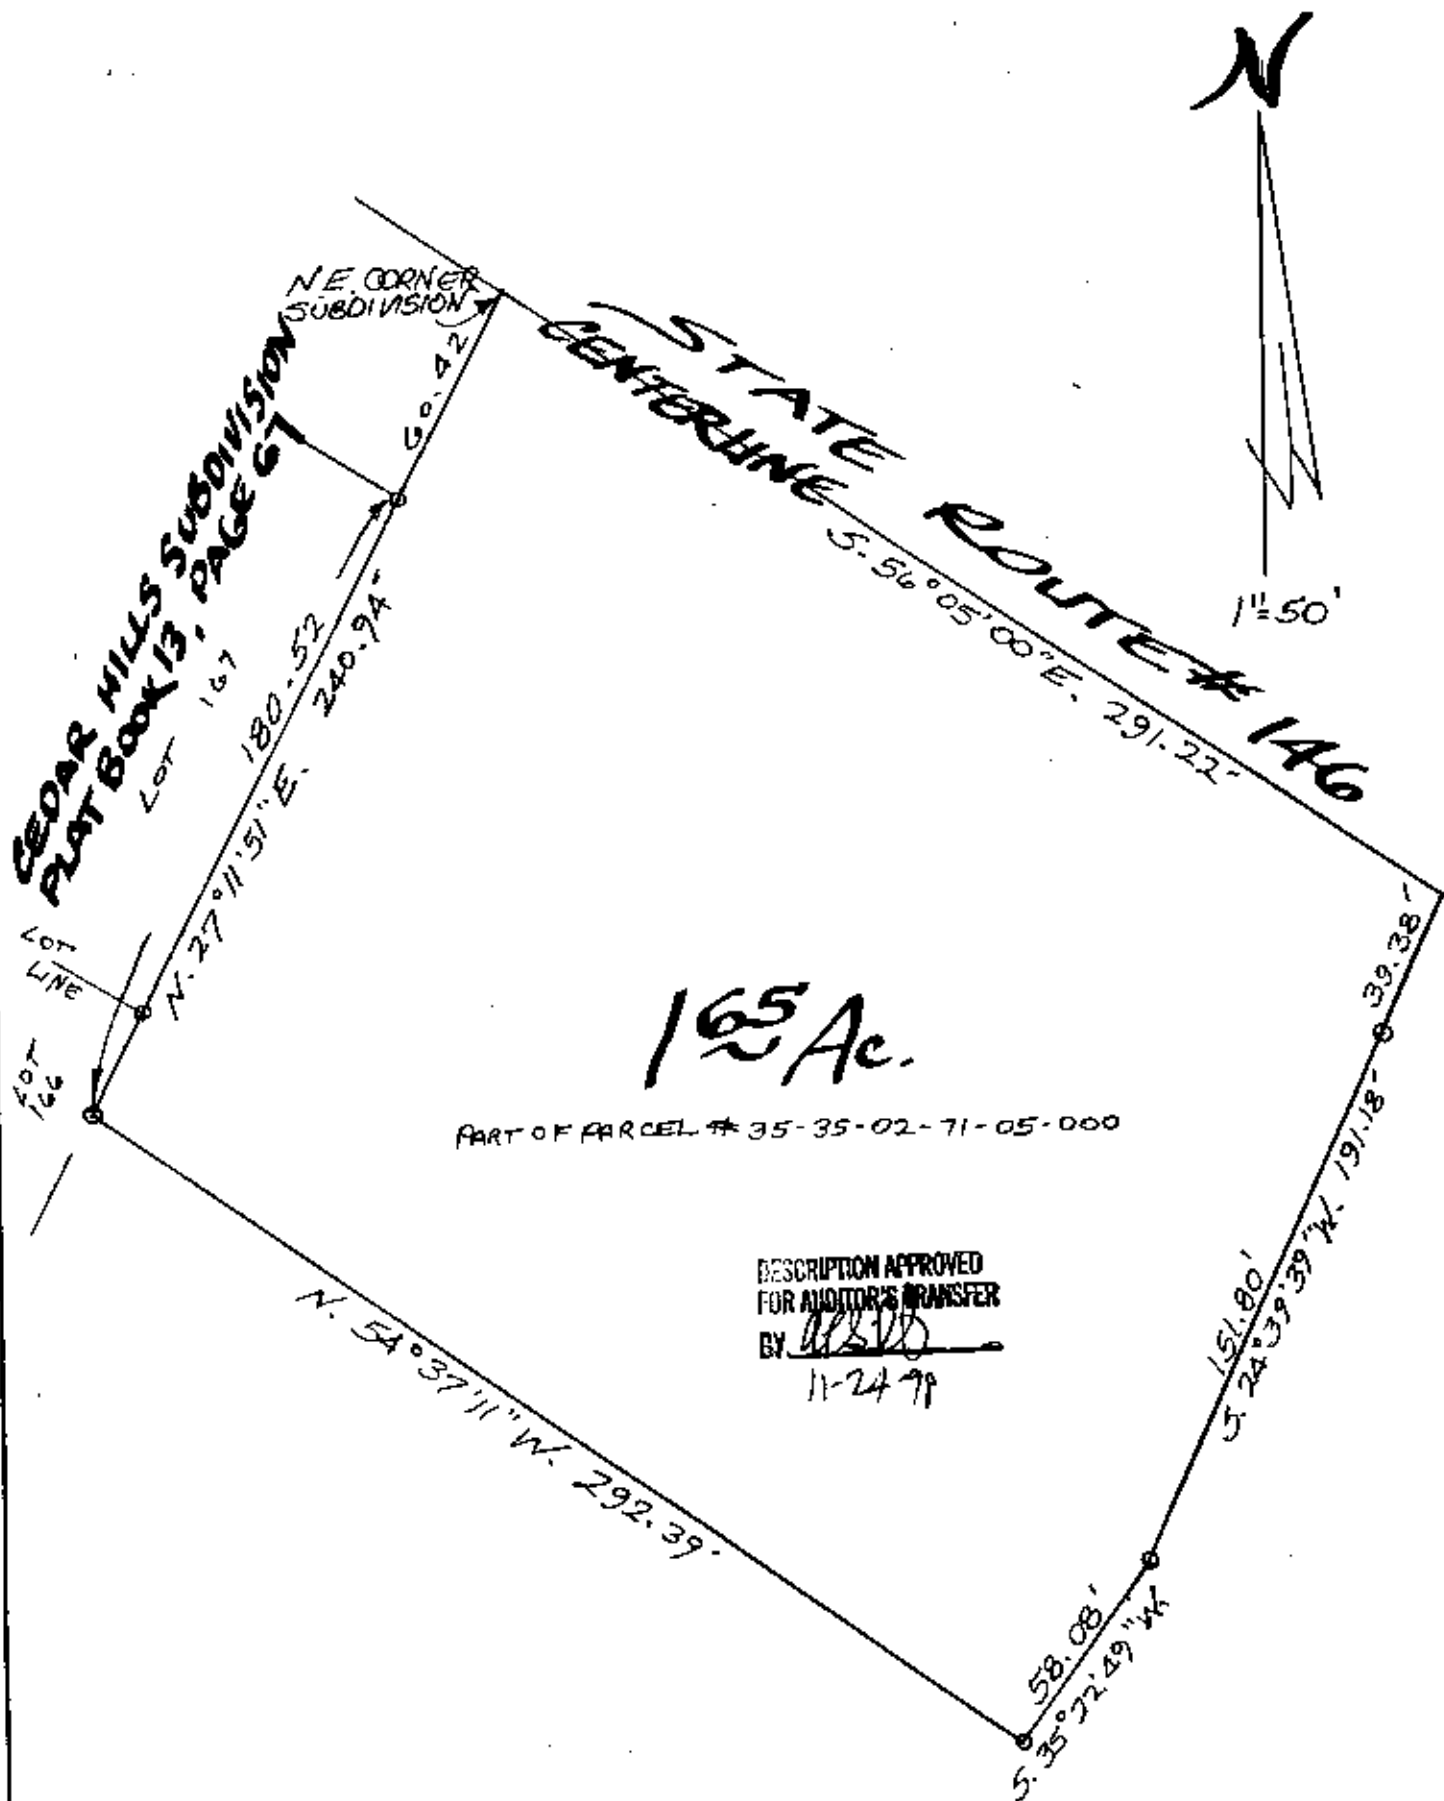 N
1"=50'
N.E. CORNER
SUBDIVISION
STATE ROUTE # 146
CENTERLINE
S. 56°05'00"E. 291.22'
CEDAR HILLS SUBDIVISION
PLAT BOOK 13, PAGE 67
60.42
180.52
240.94'
N. 27°11'51"E.
LOT 167
LOT
LINE
LOT
166
39.38'
1 65 Ac.
PART OF PARCEL # 35-35-02-71-05-000
191.18'
151.80'
S. 24°39'39"W.
DESCRIPTION APPROVED
FOR AUDITOR'S TRANSFER
BY
11-24-98
N. 54°37'11"W. 292.39'
58.08'
S. 35°22'49"W.